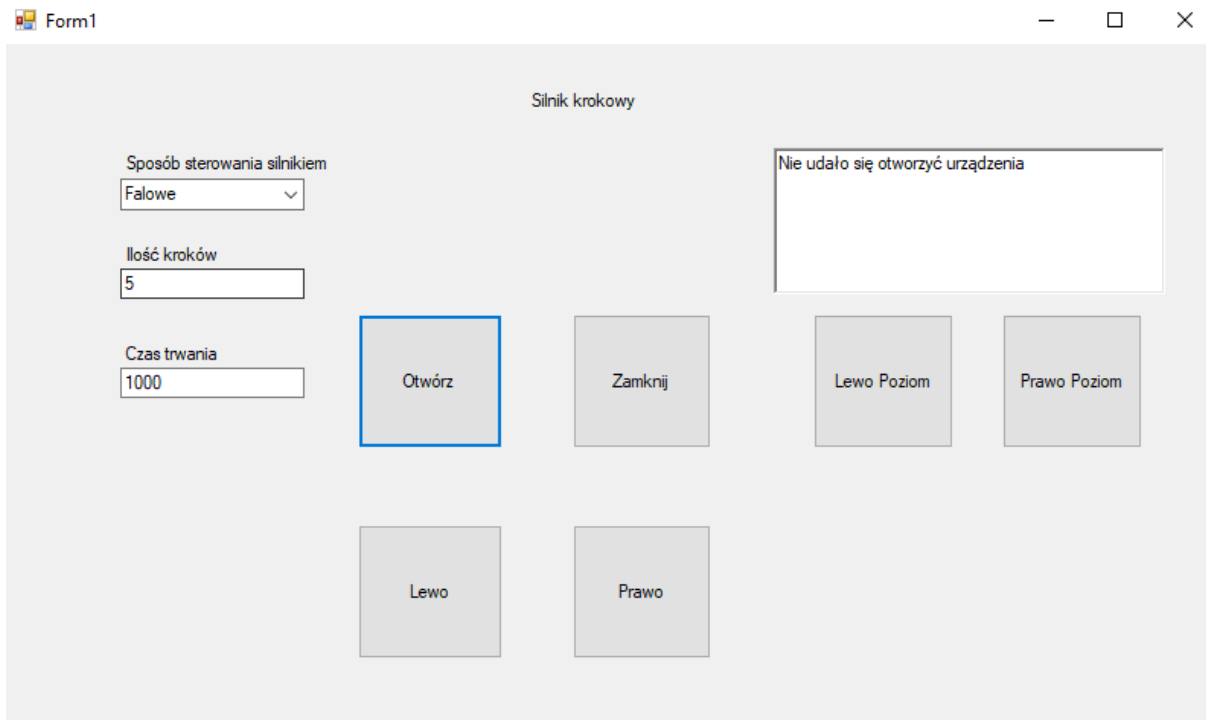 Form1
Silnik krokowy
Sposób sterowania silnikiem
Falowe
Ilość kroków
5
Czas trwania
1000
Nie udało się otworzyć urządzenia
Otwórz
Zamknij
Lewo Poziom
Prawo Poziom
Lewo
Prawo